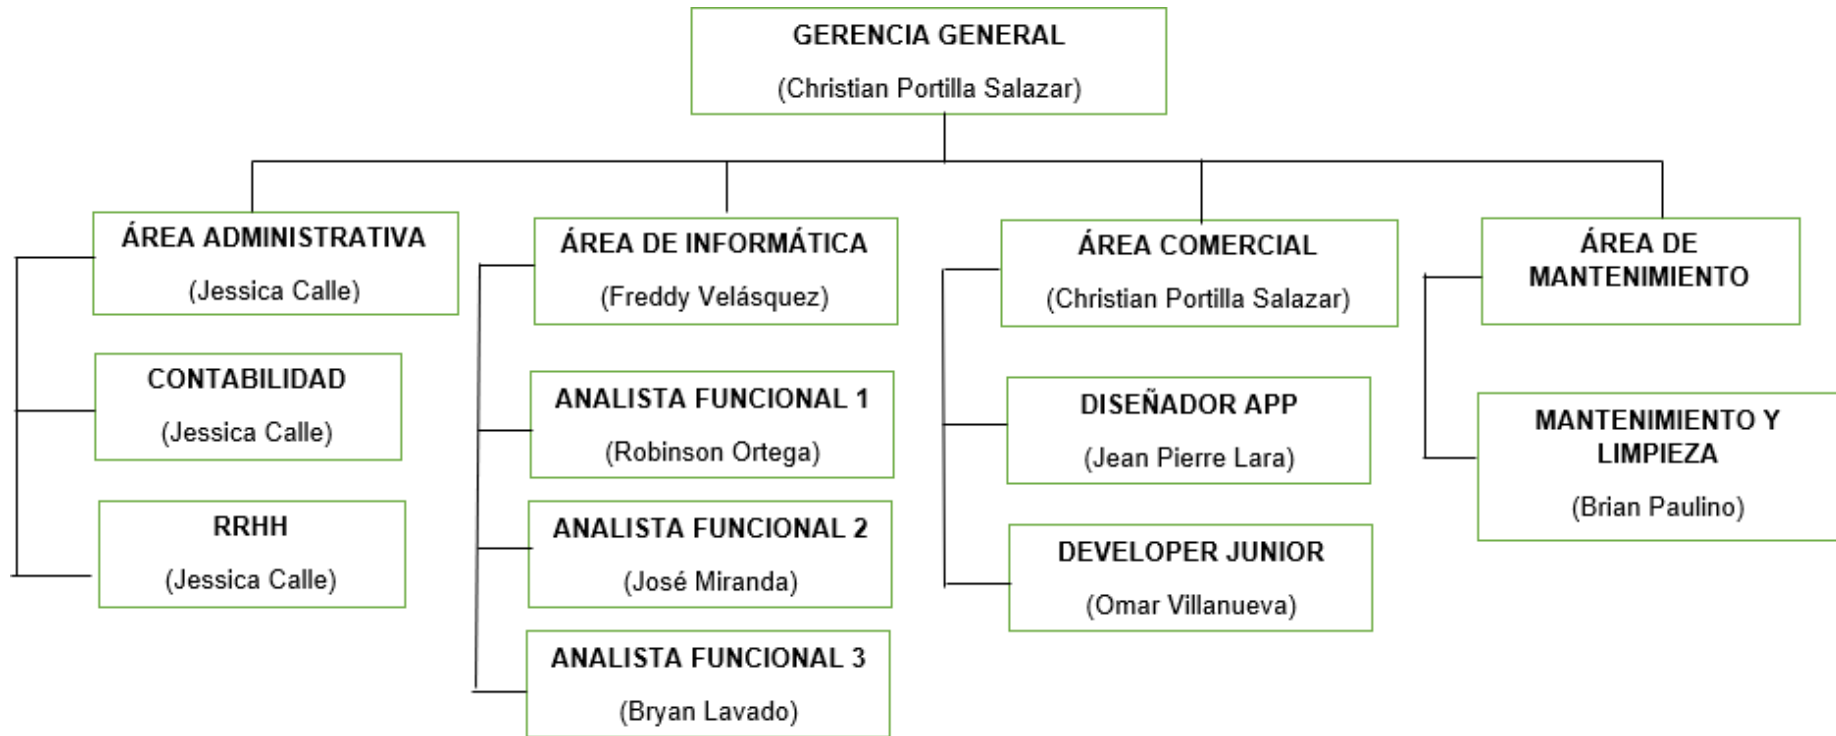 GERENCIA GENERAL
(Christian Portilla Salazar)
ÁREA ADMINISTRATIVA
(Jessica Calle)
CONTABILIDAD
(Jessica Calle)
RRHH
(Jessica Calle)
ÁREA DE INFORMÁTICA
(Freddy Velásquez)
ANALISTA FUNCIONAL 1
(Robinson Ortega)
ANALISTA FUNCIONAL 2
(José Miranda)
ANALISTA FUNCIONAL 3
(Bryan Lavado)
ÁREA COMERCIAL
(Christian Portilla Salazar)
DISEÑADOR APP
(Jean Pierre Lara)
DEVELOPER JUNIOR
(Omar Villanueva)
ÁREA DE
MANTENIMIENTO
MANTENIMIENTO Y
LIMPIEZA
(Brian Paulino)